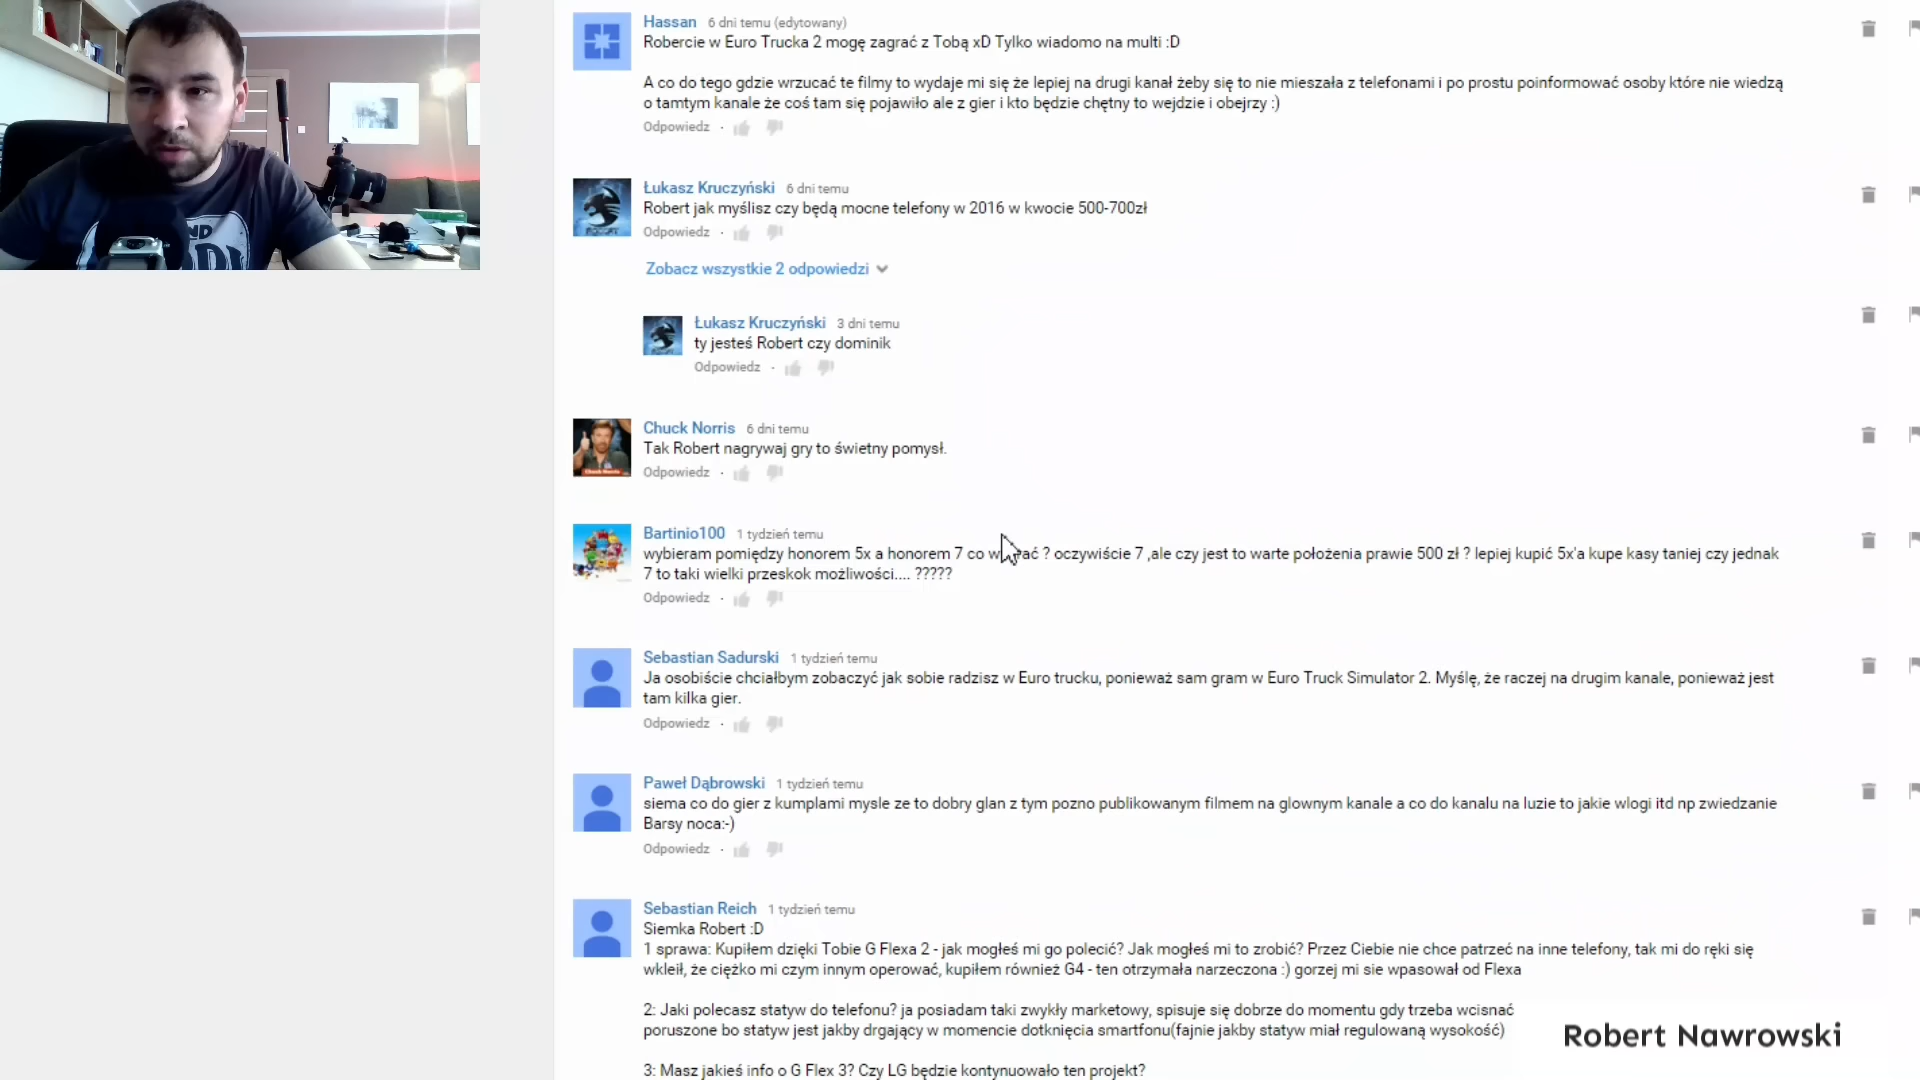 Hassan 6 dni temu (edytowany)
Robercie w Euro Trucka 2 mogę zagrać z Tobą xD Tylko wiadomo na multi :D
A co do tego gdzie wrzucać te filmy to wydaje mi się że lepiej na drugi kanał żeby się to nie mieszała z telefonami i po prostu poinformować osoby które nie wiedzą
o tamtym kanale że coś tam się pojawiło ale z gier i kto będzie chętny to wejdzie i obejrzy :)
Odpowiedz ·
Łukasz Kruczyński 6 dni temu
Robert jak myślisz czy będą mocne telefony w 2016 w kwocie 500-700zł
Odpowiedz ·
Zobacz wszystkie 2 odpowiedzi
Łukasz Kruczyński 3 dni temu
ty jesteś Robert czy dominik
Odpowiedz ·
Chuck Norris 6 dni temu
Tak Robert nagrywaj gry to świetny pomysł.
Odpowiedz ·
Bartinio100 1 tydzień temu
wybieram pomiędzy honorem 5x a honorem 7 co ? oczywiście 7 ,ale czy jest to warte położenia prawie 500 zł ? lepiej kupić 5x'a kupe kasy taniej czy jednak
7 to taki wielki przeskok możliwości.... ?????
Odpowiedz ·
Sebastian Sadurski 1 tydzień temu
Ja osobiście chciałbym zobaczyć jak sobie radzisz w Euro trucku, ponieważ sam gram w Euro Truck Simulator 2. Myślę, że raczej na drugim kanale, ponieważ jest
tam kilka gier.
Odpowiedz ·
Paweł Dąbrowski 1 tydzień temu
siema co do gier z kumplami mysle ze to dobry glan z tym pozno publikowanym filmem na glownym kanale a co do kanalu na luzie to jakie wlogi itd np zwiedzanie
Barsy noca:-)
Odpowiedz ·
Sebastian Reich 1 tydzień temu
Siemka Robert :D
1 sprawa: Kupiłem dzięki Tobie G Flexa 2 - jak mogłeś mi go polecić? Jak mogłeś mi to zrobić? Przez Ciebie nie chce patrzeć na inne telefony, tak mi do ręki się
wkleił, że ciężko mi czym innym operować, kupiłem również G4 - ten otrzymała narzeczona :) gorzej mi sie wpasował od Flexa
2: Jaki polecasz statyw do telefonu? ja posiadam taki zwykły marketowy, spisuje się dobrze do momentu gdy trzeba wcisnać
poruszone bo statyw jest jakby drgający w momencie dotknięcia smartfonu(fajnie jakby statyw miał regulowaną wysokość)
Robert Nawrowski
3: Masz jakieś info o G Flex 3? Czy LG będzie kontynuowało ten projekt?